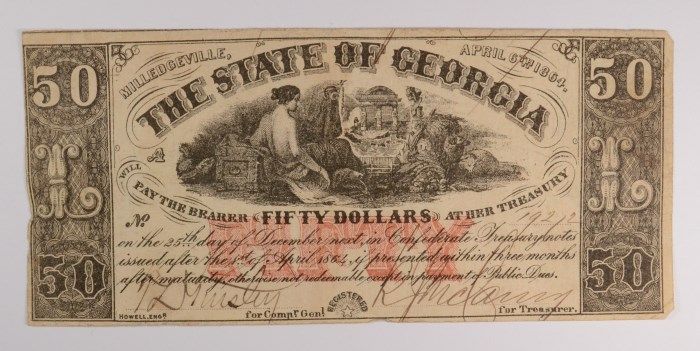 50 50
MILLEDGEVILLE, APRIL 6TH 1864.
THE STATE OF GEORGIA
A
L L
WILL PAY THE BEARER FIFTY DOLLARS AT HER TREASURY
FIFTY
No 19212
on the 25th day of December next, in Confederate Treasury notes
issued after the 1st of April 1864, if presented within three months
after maturity, otherwise not redeemable except in payment of Public Dues.
50 50
HOWELL, ENGR. for Compr. Genl. REGISTERED for Treasurer.